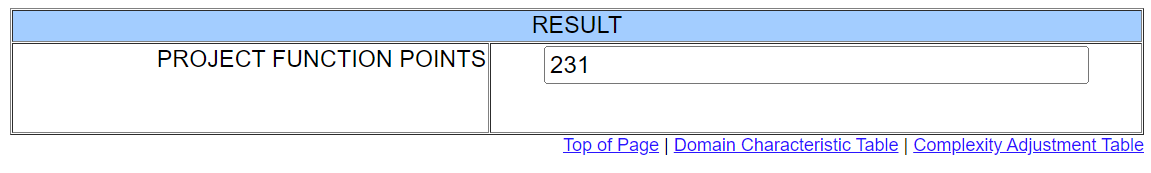 RESULT
PROJECT FUNCTION POINTS 231
Top of Page | Domain Characteristic Table | Complexity Adjustment Table